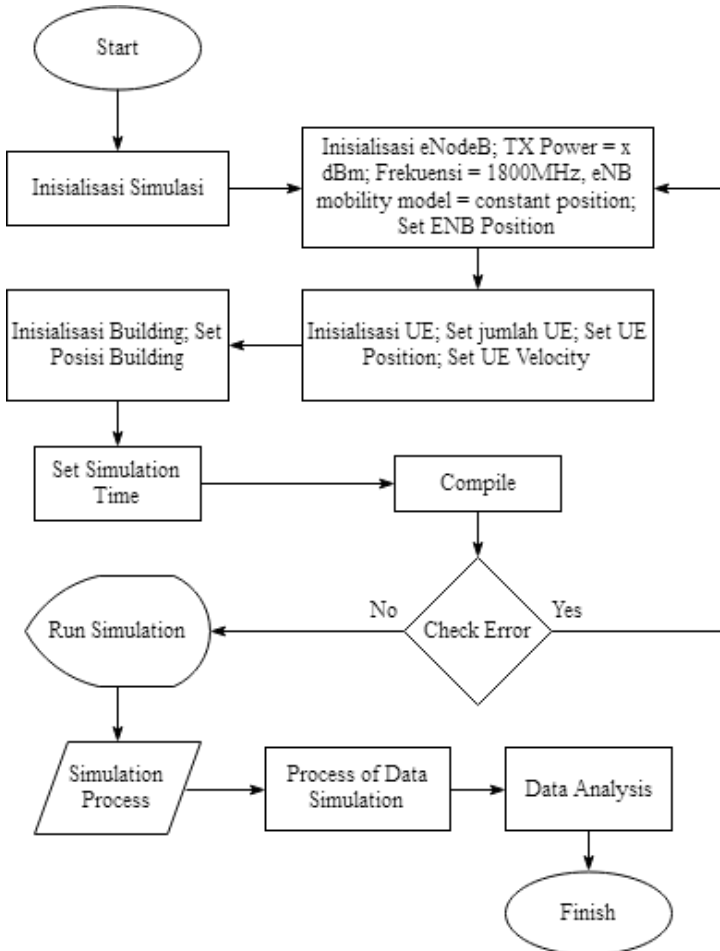 Start
Inisialisasi Simulasi
Inisialisasi eNodeB; TX Power = x
dBm; Frekuensi = 1800MHz, eNB
mobility model = constant position;
Set ENB Position
Inisialisasi UE; Set jumlah UE; Set UE
Position; Set UE Velocity
Inisialisasi Building; Set
Posisi Building
Set Simulation
Time
Compile
Check Error
No
Yes
Run Simulation
Simulation
Process
Process of Data
Simulation
Data Analysis
Finish